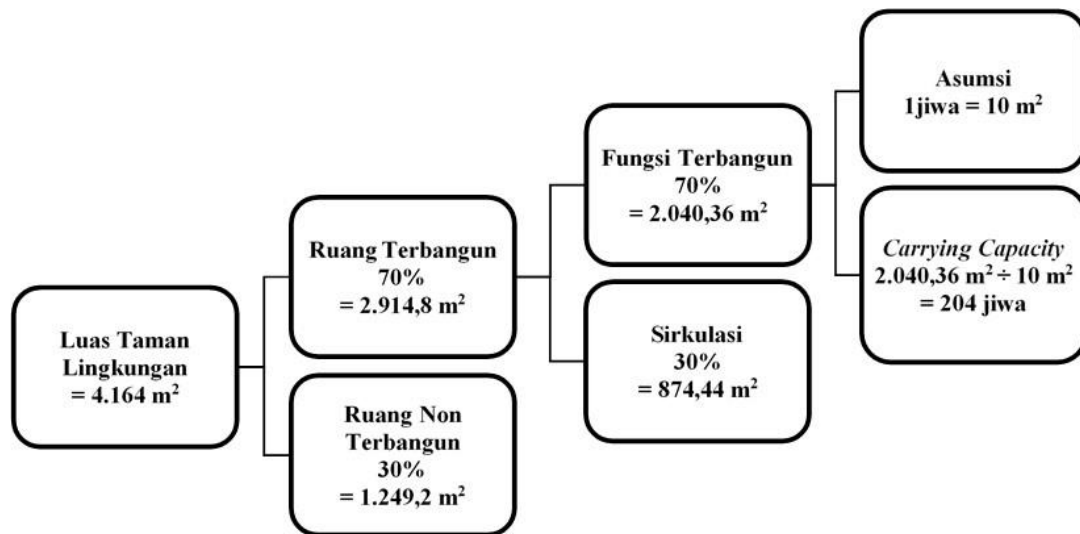 Luas Taman
Lingkungan
= 4.164 m²
Ruang Terbangun
70%
= 2.914,8 m²
Ruang Non
Terbangun
30%
= 1.249,2 m²
Fungsi Terbangun
70%
= 2.040,36 m²
Sirkulasi
30%
= 874,44 m²
Asumsi
1jiwa = 10 m²
Carrying Capacity
2.040,36 m² ÷ 10 m²
= 204 jiwa